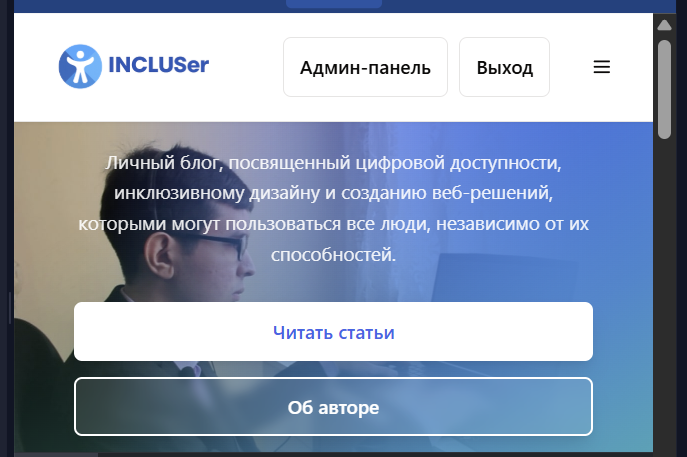 INCLUSer
Админ-панель
Выход
Личный блог, посвященный цифровой доступности,
инклюзивному дизайну и созданию веб-решений,
которыми могут пользоваться все люди, независимо от их
способностей.
Читать статьи
Об авторе